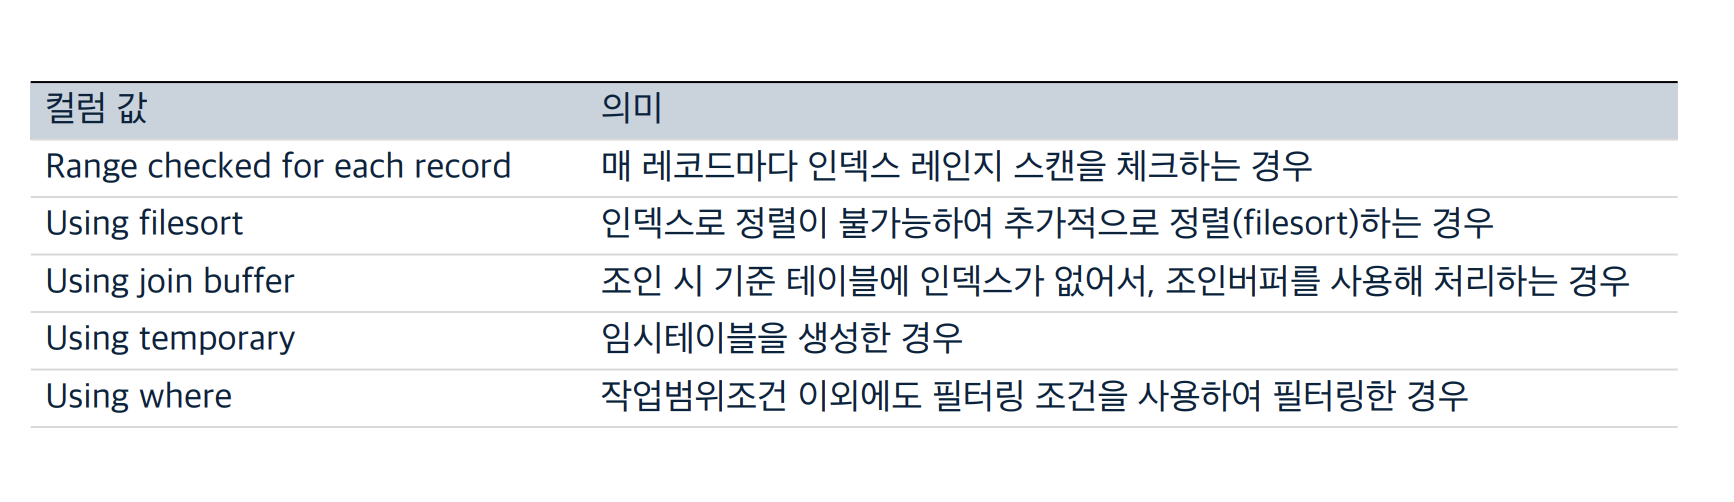 컬럼 값 의미
Range checked for each record 매 레코드마다 인덱스 레인지 스캔을 체크하는 경우
Using filesort 인덱스로 정렬이 불가능하여 추가적으로 정렬(filesort)하는 경우
Using join buffer 조인 시 기준 테이블에 인덱스가 없어서, 조인버퍼를 사용해 처리하는 경우
Using temporary 임시테이블을 생성한 경우
Using where 작업범위조건 이외에도 필터링 조건을 사용하여 필터링한 경우